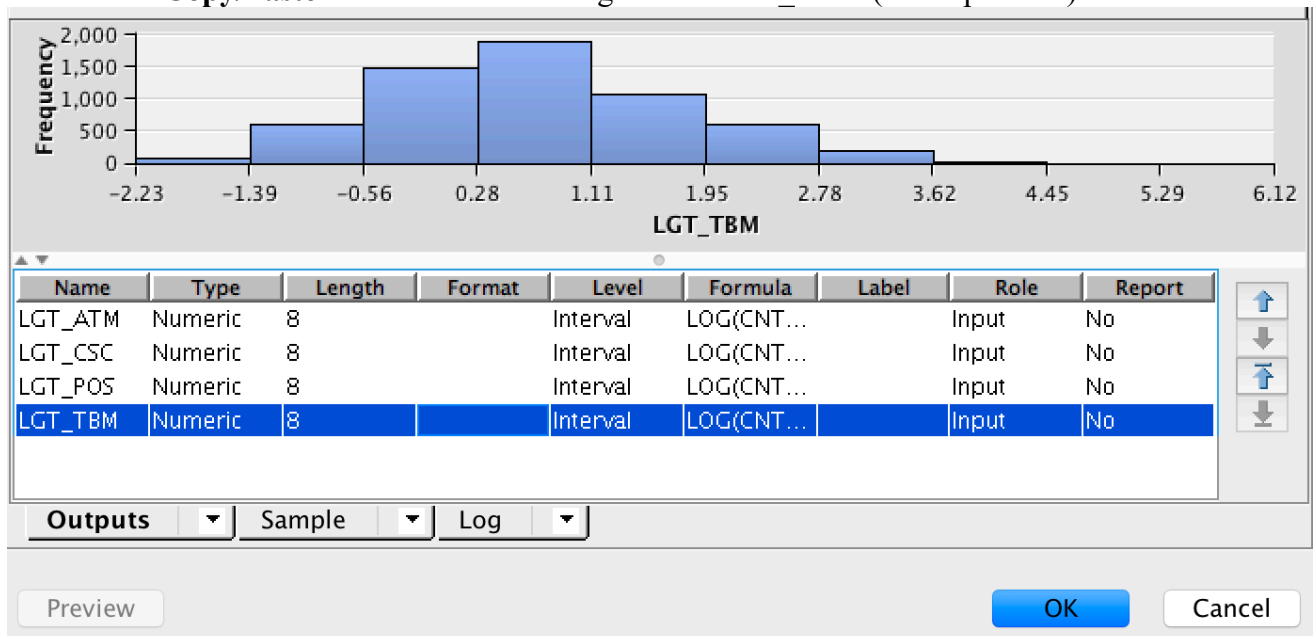 2,000
1,500
1,000
500
0
Frequency
-2.23 -1.39 -0.56 0.28 1.11 1.95 2.78 3.62 4.45 5.29 6.12
LGT_TBM
Name Type Length Format Level Formula Label Role Report
LGT_ATM Numeric 8 Interval LOG(CNT... Input No
LGT_CSC Numeric 8 Interval LOG(CNT... Input No
LGT_POS Numeric 8 Interval LOG(CNT... Input No
LGT_TBM Numeric 8 Interval LOG(CNT... Input No
Outputs Sample Log
Preview OK Cancel